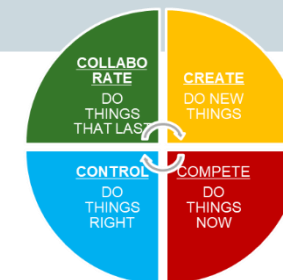 COLLABO
RATE
DO
THINGS
THAT LAST
CREATE
DO NEW
THINGS
CONTROL
DO
THINGS
RIGHT
COMPETE
DO
THINGS
NOW